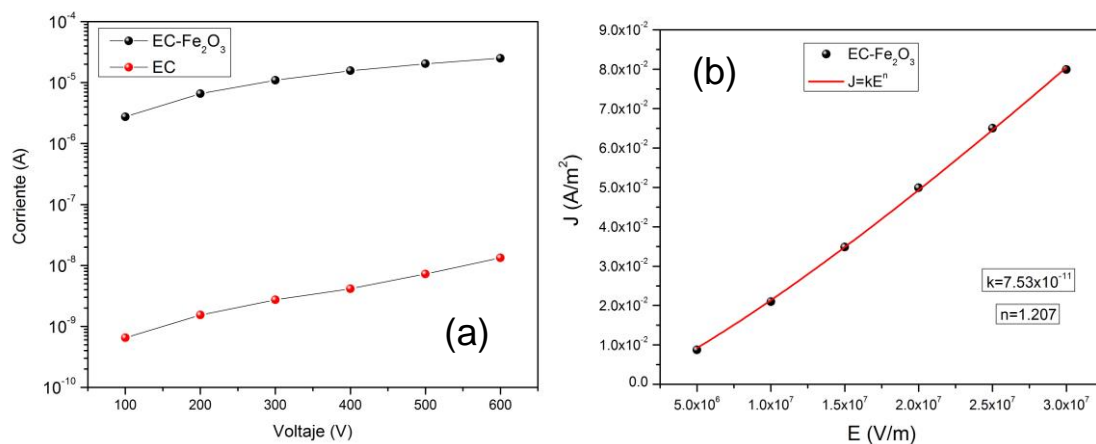 10⁻⁴
10⁻⁵
10⁻⁶
10⁻⁷
10⁻⁸
10⁻⁹
10⁻¹⁰
Corriente (A)
EC-Fe₂O₃
EC
(a)
100 200 300 400 500 600
Voltaje (V)
9.0x10⁻²
8.0x10⁻²
7.0x10⁻²
6.0x10⁻²
5.0x10⁻²
4.0x10⁻²
3.0x10⁻²
2.0x10⁻²
1.0x10⁻²
0.0
J (A/m²)
(b)
EC-Fe₂O₃
J=kEⁿ
k=7.53x10⁻¹¹
n=1.207
5.0x10⁶ 1.0x10⁷ 1.5x10⁷ 2.0x10⁷ 2.5x10⁷ 3.0x10⁷
E (V/m)